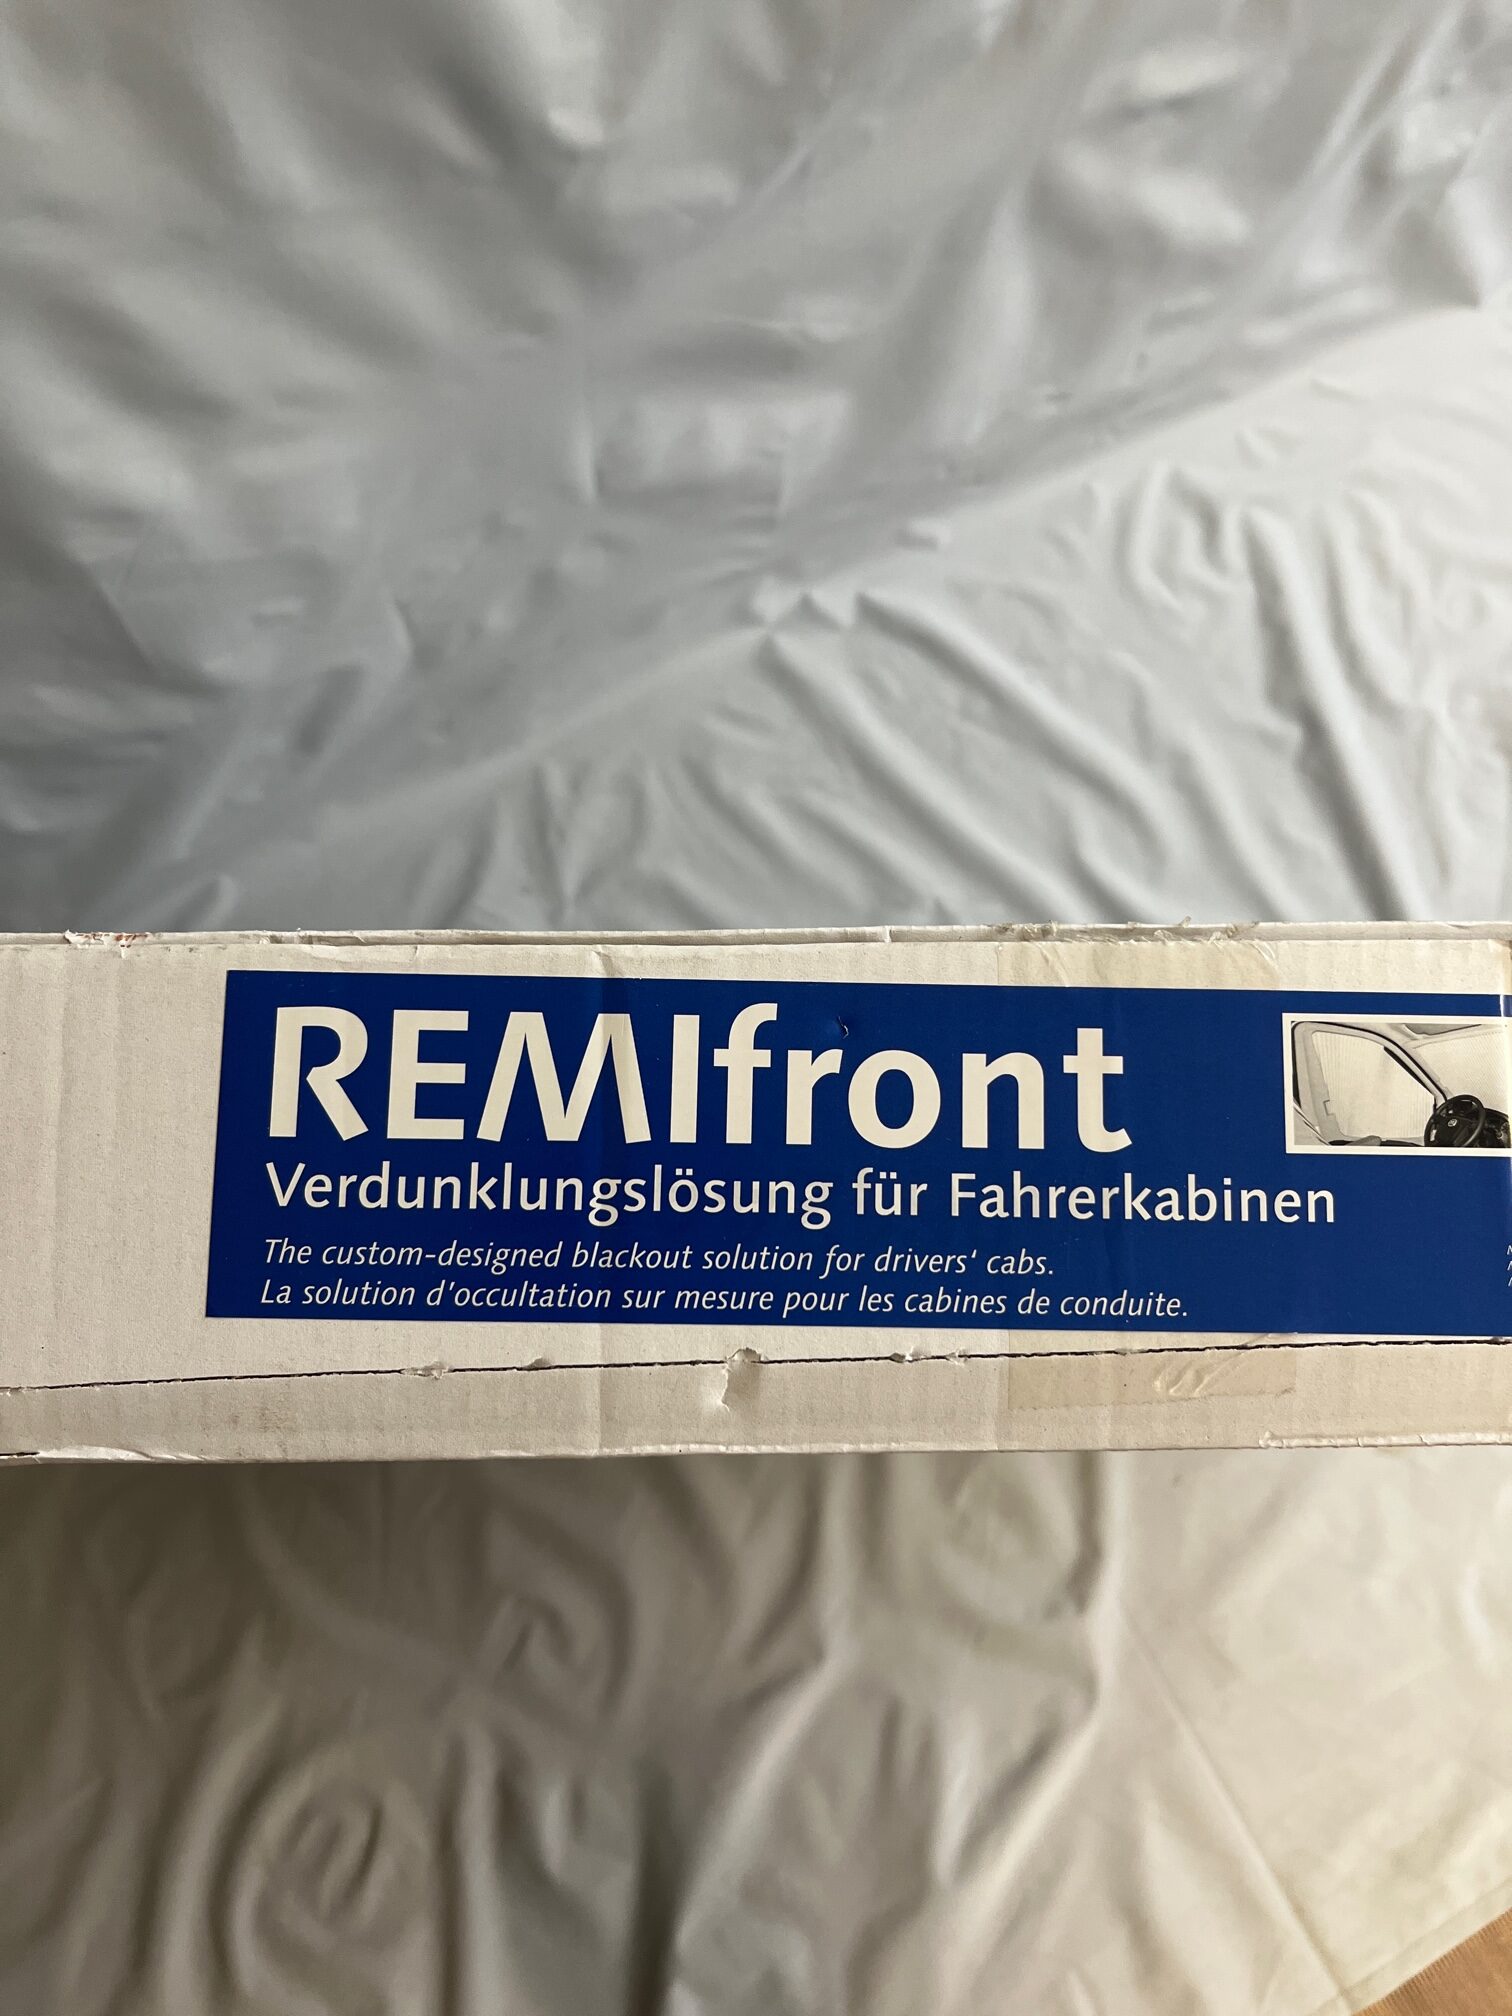 REMIfront
Verdunklungslösung für Fahrerkabinen
The custom-designed blackout solution for drivers' cabs.
La solution d'occultation sur mesure pour les cabines de conduite.